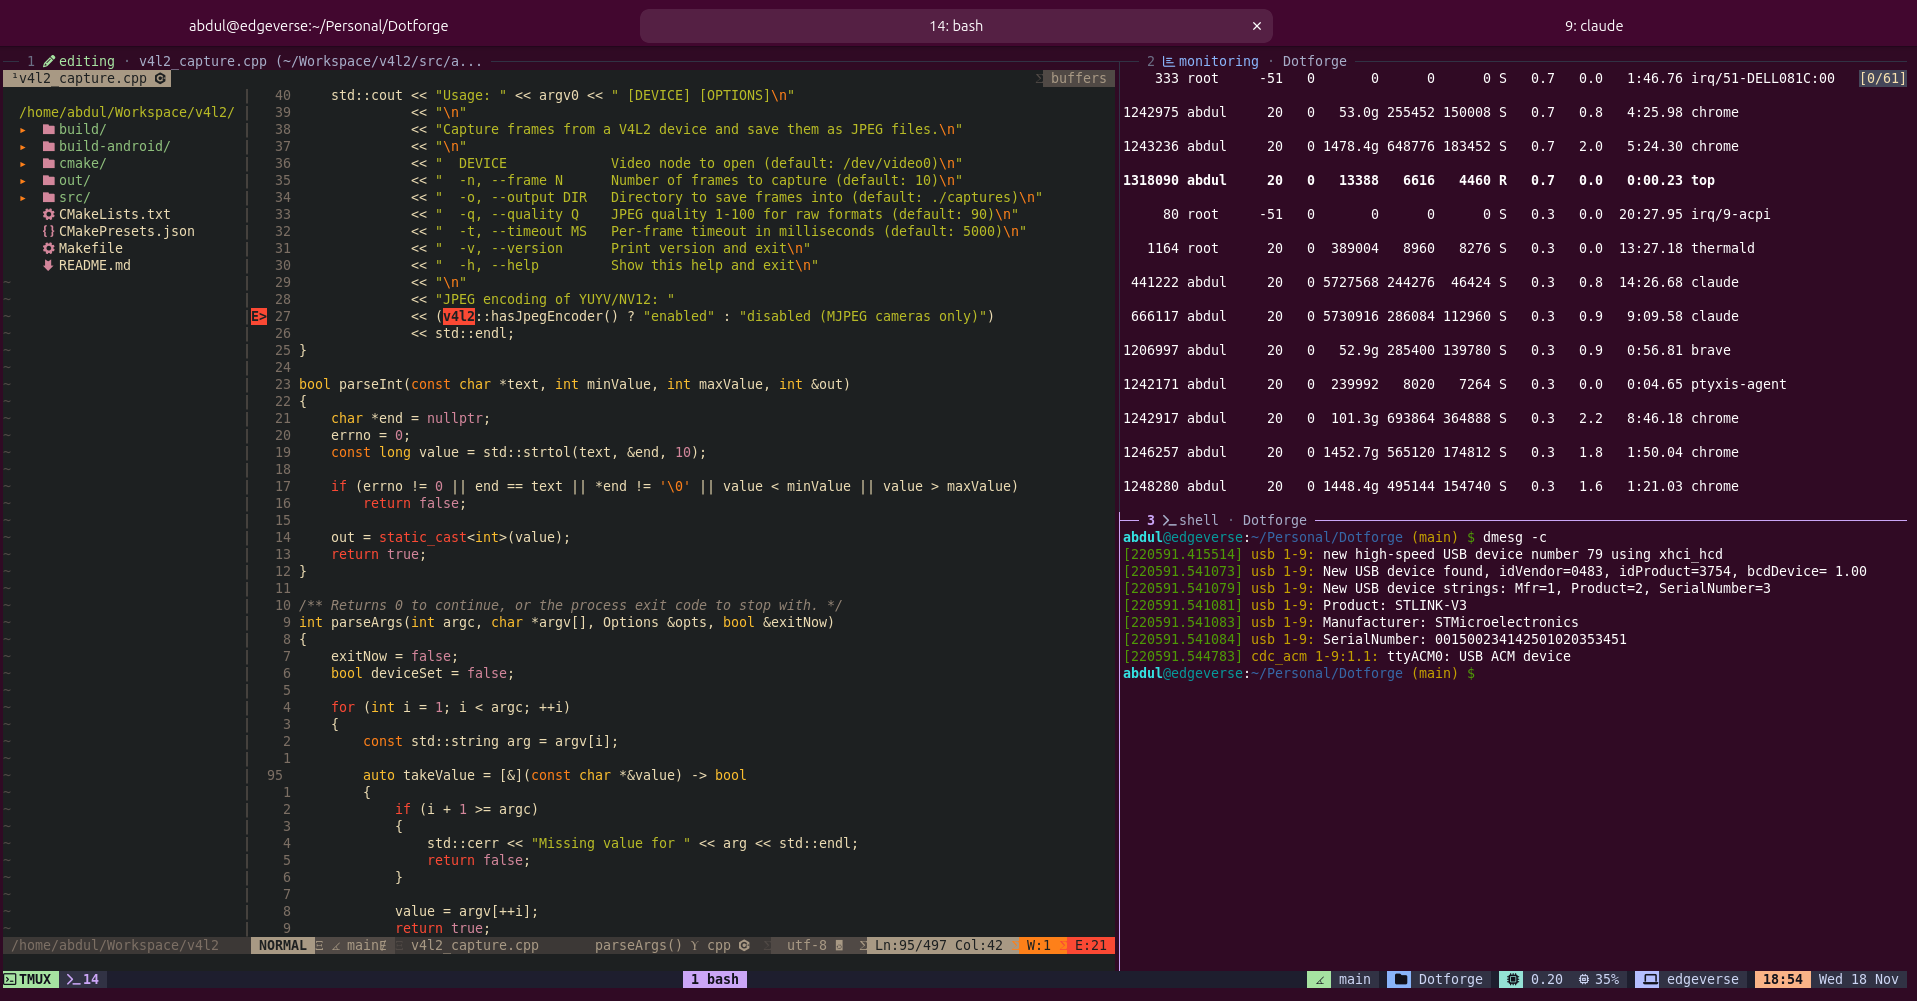 abdul@edgeverse:~/Personal/Dotforge
14: bash
×
9: claude
1 editing · v4l2_capture.cpp (~/Workspace/v4l2/src/a...
¹v4l2_capture.cpp
buffers
/home/abdul/Workspace/v4l2/
▸ build/
▸ build-android/
▸ cmake/
▸ out/
▸ src/
CMakeLists.txt
{} CMakePresets.json
Makefile
README.md
40     std::cout << "Usage: " << argv0 << " [DEVICE] [OPTIONS]\n"
39               << "\n"
38               << "Capture frames from a V4L2 device and save them as JPEG files.\n"
37               << "\n"
36               << "  DEVICE             Video node to open (default: /dev/video0)\n"
35               << "  -n, --frame N      Number of frames to capture (default: 10)\n"
34               << "  -o, --output DIR   Directory to save frames into (default: ./captures)\n"
33               << "  -q, --quality Q    JPEG quality 1-100 for raw formats (default: 90)\n"
32               << "  -t, --timeout MS   Per-frame timeout in milliseconds (default: 5000)\n"
31               << "  -v, --version      Print version and exit\n"
30               << "  -h, --help         Show this help and exit\n"
29               << "\n"
28               << "JPEG encoding of YUYV/NV12: "
E> 27               << (v4l2::hasJpegEncoder() ? "enabled" : "disabled (MJPEG cameras only)")
26               << std::endl;
25 }
24
23 bool parseInt(const char *text, int minValue, int maxValue, int &out)
22 {
21     char *end = nullptr;
20     errno = 0;
19     const long value = std::strtol(text, &end, 10);
18
17     if (errno != 0 || end == text || *end != '\0' || value < minValue || value > maxValue)
16         return false;
15
14     out = static_cast<int>(value);
13     return true;
12 }
11
10 /** Returns 0 to continue, or the process exit code to stop with. */
9 int parseArgs(int argc, char *argv[], Options &opts, bool &exitNow)
8 {
7     exitNow = false;
6     bool deviceSet = false;
5
4     for (int i = 1; i < argc; ++i)
3     {
2         const std::string arg = argv[i];
1
95         auto takeValue = [&](const char *&value) -> bool
1         {
2             if (i + 1 >= argc)
3             {
4                 std::cerr << "Missing value for " << arg << std::endl;
5                 return false;
6             }
7
8             value = argv[++i];
9             return true;
/home/abdul/Workspace/v4l2
NORMAL main v4l2_capture.cpp parseArgs() cpp utf-8 Ln:95/497 Col:42 W:1 E:21
2 monitoring · Dotforge
333 root -51 0 0 0 0 S 0.7 0.0 1:46.76 irq/51-DELL081C:00 [0/61]
1242975 abdul 20 0 53.0g 255452 150008 S 0.7 0.8 4:25.98 chrome
1243236 abdul 20 0 1478.4g 648776 183452 S 0.7 2.0 5:24.30 chrome
1318090 abdul 20 0 13388 6616 4460 R 0.7 0.0 0:00.23 top
80 root -51 0 0 0 0 S 0.3 0.0 20:27.95 irq/9-acpi
1164 root 20 0 389004 8960 8276 S 0.3 0.0 13:27.18 thermald
441222 abdul 20 0 5727568 244276 46424 S 0.3 0.8 14:26.68 claude
666117 abdul 20 0 5730916 286084 112960 S 0.3 0.9 9:09.58 claude
1206997 abdul 20 0 52.9g 285400 139780 S 0.3 0.9 0:56.81 brave
1242171 abdul 20 0 239992 8020 7264 S 0.3 0.0 0:04.65 ptyxis-agent
1242917 abdul 20 0 101.3g 693864 364888 S 0.3 2.2 8:46.18 chrome
1246257 abdul 20 0 1452.7g 565120 174812 S 0.3 1.8 1:50.04 chrome
1248280 abdul 20 0 1448.4g 495144 154740 S 0.3 1.6 1:21.03 chrome
3 shell · Dotforge
abdul@edgeverse:~/Personal/Dotforge (main) $ dmesg -c
[220591.415514] usb 1-9: new high-speed USB device number 79 using xhci_hcd
[220591.541073] usb 1-9: New USB device found, idVendor=0483, idProduct=3754, bcdDevice= 1.00
[220591.541079] usb 1-9: New USB device strings: Mfr=1, Product=2, SerialNumber=3
[220591.541081] usb 1-9: Product: STLINK-V3
[220591.541083] usb 1-9: Manufacturer: STMicroelectronics
[220591.541084] usb 1-9: SerialNumber: 001500234142501020353451
[220591.544783] cdc_acm 1-9:1.1: ttyACM0: USB ACM device
abdul@edgeverse:~/Personal/Dotforge (main) $
TMUX 14 1 bash main Dotforge 0.20 35% edgeverse 18:54 Wed 18 Nov